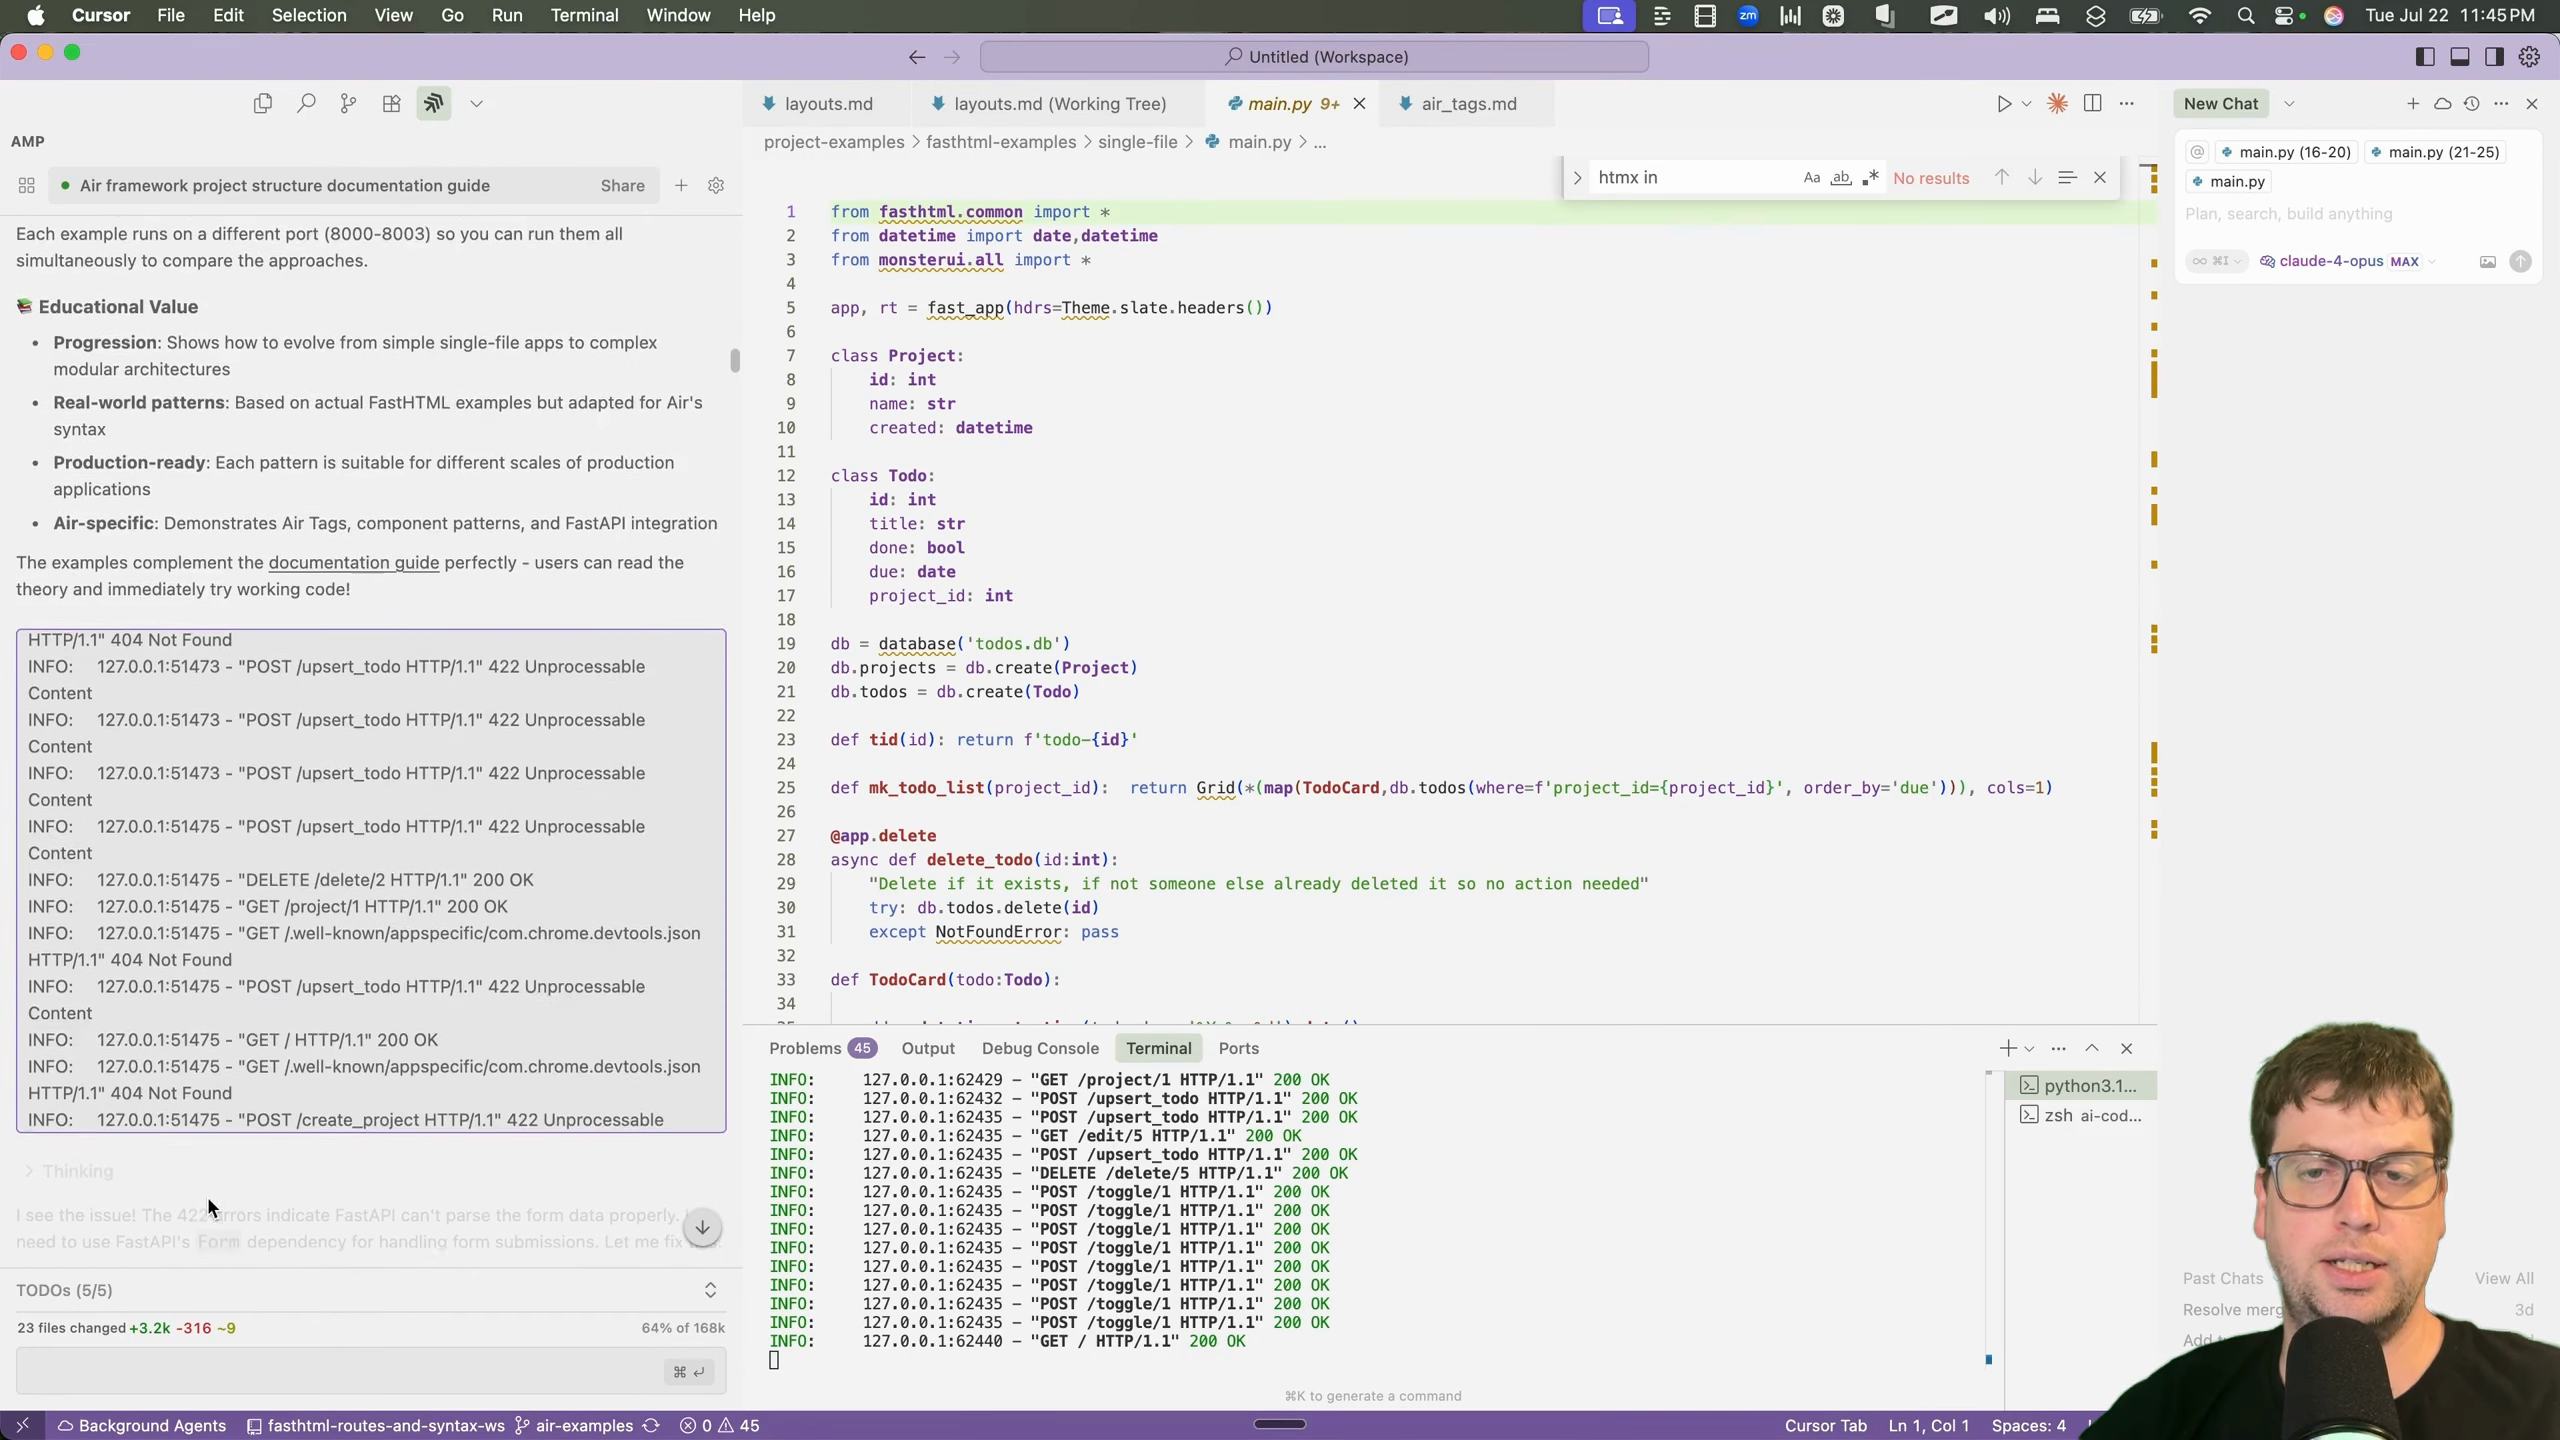 Cursor File Edit Selection View Go Run Terminal Window Help
zm
Tue Jul 22 11:45 PM
Untitled (Workspace)
AMP
Air framework project structure documentation guide
Share
Each example runs on a different port (8000-8003) so you can run them all
simultaneously to compare the approaches.
Educational Value
• Progression: Shows how to evolve from simple single-file apps to complex
modular architectures
• Real-world patterns: Based on actual FastHTML examples but adapted for Air's
syntax
• Production-ready: Each pattern is suitable for different scales of production
applications
• Air-specific: Demonstrates Air Tags, component patterns, and FastAPI integration
The examples complement the documentation guide perfectly - users can read the
theory and immediately try working code!
HTTP/1.1" 404 Not Found
INFO: 127.0.0.1:51473 - "POST /upsert_todo HTTP/1.1" 422 Unprocessable
Content
INFO: 127.0.0.1:51473 - "POST /upsert_todo HTTP/1.1" 422 Unprocessable
Content
INFO: 127.0.0.1:51473 - "POST /upsert_todo HTTP/1.1" 422 Unprocessable
Content
INFO: 127.0.0.1:51475 - "POST /upsert_todo HTTP/1.1" 422 Unprocessable
Content
INFO: 127.0.0.1:51475 - "DELETE /delete/2 HTTP/1.1" 200 OK
INFO: 127.0.0.1:51475 - "GET /project/1 HTTP/1.1" 200 OK
INFO: 127.0.0.1:51475 - "GET /.well-known/appspecific/com.chrome.devtools.json
HTTP/1.1" 404 Not Found
INFO: 127.0.0.1:51475 - "POST /upsert_todo HTTP/1.1" 422 Unprocessable
Content
INFO: 127.0.0.1:51475 - "GET / HTTP/1.1" 200 OK
INFO: 127.0.0.1:51475 - "GET /.well-known/appspecific/com.chrome.devtools.json
HTTP/1.1" 404 Not Found
INFO: 127.0.0.1:51475 - "POST /create_project HTTP/1.1" 422 Unprocessable
Thinking
I see the issue! The 422 errors indicate FastAPI can't parse the form data properly.
need to use FastAPI's Form dependency for handling form submissions. Let me fix
TODOs (5/5)
23 files changed +3.2k -316 ~9
64% of 168k
layouts.md
layouts.md (Working Tree)
main.py 9+
air_tags.md
project-examples > fasthtml-examples > single-file > main.py > ...
htmx in
Aa ab
No results
1 from fasthtml.common import *
2 from datetime import date,datetime
3 from monsterui.all import *
4
5 app, rt = fast_app(hdrs=Theme.slate.headers())
6
7 class Project:
8 id: int
9 name: str
10 created: datetime
11
12 class Todo:
13 id: int
14 title: str
15 done: bool
16 due: date
17 project_id: int
18
19 db = database('todos.db')
20 db.projects = db.create(Project)
21 db.todos = db.create(Todo)
22
23 def tid(id): return f'todo-{id}'
24
25 def mk_todo_list(project_id): return Grid(*(map(TodoCard,db.todos(where=f'project_id={project_id}', order_by='due'))), cols=1)
26
27 @app.delete
28 async def delete_todo(id:int):
29 "Delete if it exists, if not someone else already deleted it so no action needed"
30 try: db.todos.delete(id)
31 except NotFoundError: pass
32
33 def TodoCard(todo:Todo):
34
Problems 45 Output Debug Console Terminal Ports
INFO: 127.0.0.1:62429 - "GET /project/1 HTTP/1.1" 200 OK
INFO: 127.0.0.1:62432 - "POST /upsert_todo HTTP/1.1" 200 OK
INFO: 127.0.0.1:62435 - "POST /upsert_todo HTTP/1.1" 200 OK
INFO: 127.0.0.1:62435 - "GET /edit/5 HTTP/1.1" 200 OK
INFO: 127.0.0.1:62435 - "POST /upsert_todo HTTP/1.1" 200 OK
INFO: 127.0.0.1:62435 - "DELETE /delete/5 HTTP/1.1" 200 OK
INFO: 127.0.0.1:62435 - "POST /toggle/1 HTTP/1.1" 200 OK
INFO: 127.0.0.1:62435 - "POST /toggle/1 HTTP/1.1" 200 OK
INFO: 127.0.0.1:62435 - "POST /toggle/1 HTTP/1.1" 200 OK
INFO: 127.0.0.1:62435 - "POST /toggle/1 HTTP/1.1" 200 OK
INFO: 127.0.0.1:62435 - "POST /toggle/1 HTTP/1.1" 200 OK
INFO: 127.0.0.1:62435 - "POST /toggle/1 HTTP/1.1" 200 OK
INFO: 127.0.0.1:62435 - "POST /toggle/1 HTTP/1.1" 200 OK
INFO: 127.0.0.1:62435 - "POST /toggle/1 HTTP/1.1" 200 OK
INFO: 127.0.0.1:62440 - "GET / HTTP/1.1" 200 OK
⌘K to generate a command
python3.1...
zsh ai-cod...
New Chat
@ main.py (16-20) main.py (21-25)
main.py
Plan, search, build anything
∞ ⌘I
claude-4-opus MAX
Past Chats
View All
Resolve merg
3d
Add
Background Agents fasthtml-routes-and-syntax-ws air-examples 0 45
Cursor Tab Ln 1, Col 1 Spaces: 4